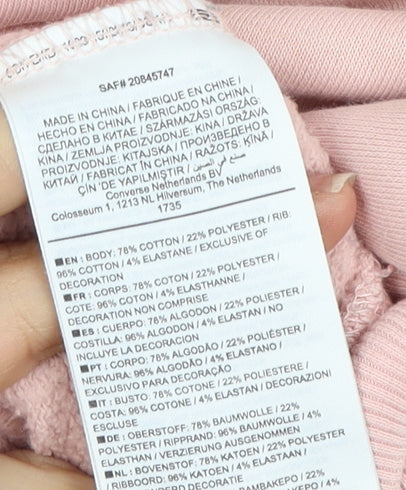 SAF# 20845747
MADE IN CHINA / FABRIQUE EN CHINE /
HECHO EN CHINA / FABRICADO NA CHINA /
СДЕЛАНО В КИТАЕ / SZÁRMAZÁSI ORSZÁG:
KÍNA / ZEMLJA PROIZVODNJE: KINA / DRŽAVA
PROIZVODNJE: KITAJSKA / ПРОИЗВЕДЕНО В
КИТАЙ / FABRICAT ÎN CHINA / RAŽOTS: ĶĪNĀ /
ÇİN 'DE YAPILMIŞTIR / صنع في الصين
Converse Netherlands BV
Colosseum 1, 1213 NL Hilversum, The Netherlands
1735
EN: BODY: 78% COTTON / 22% POLYESTER / RIB:
96% COTTON / 4% ELASTANE / EXCLUSIVE OF
DECORATION
FR: CORPS: 78% COTON / 22% POLYESTER /
COTE: 96% COTON / 4% ELASTHANNE /
DECORATION NON COMPRISE
ES: CUERPO: 78% ALGODON / 22% POLIESTER /
COSTILLA: 96% ALGODON / 4% ELASTAN / NO
INCLUYE LA DECORACION
PT: CORPO: 78% ALGODÃO / 22% POLIÉSTER /
NERVURA: 96% ALGODÃO / 4% ELASTANO /
EXCLUSIVO PARA DECORAÇÃO
IT: BUSTO: 78% COTONE / 22% POLIESTERE /
COSTA: 96% COTONE / 4% ELASTAN / DECORAZIONI
ESCLUSE
DE: OBERSTOFF: 78% BAUMWOLLE / 22%
POLYESTER / RIPPRAND: 96% BAUMWOLLE / 4%
ELASTHAN / VERZIERUNG AUSGENOMMEN
NL: BOVENSTOF: 78% KATOEN / 22% POLYESTER
/ RIBBOORD: 96% KATOEN / 4% ELASTAAN /
BAMBAKEPO / 22%